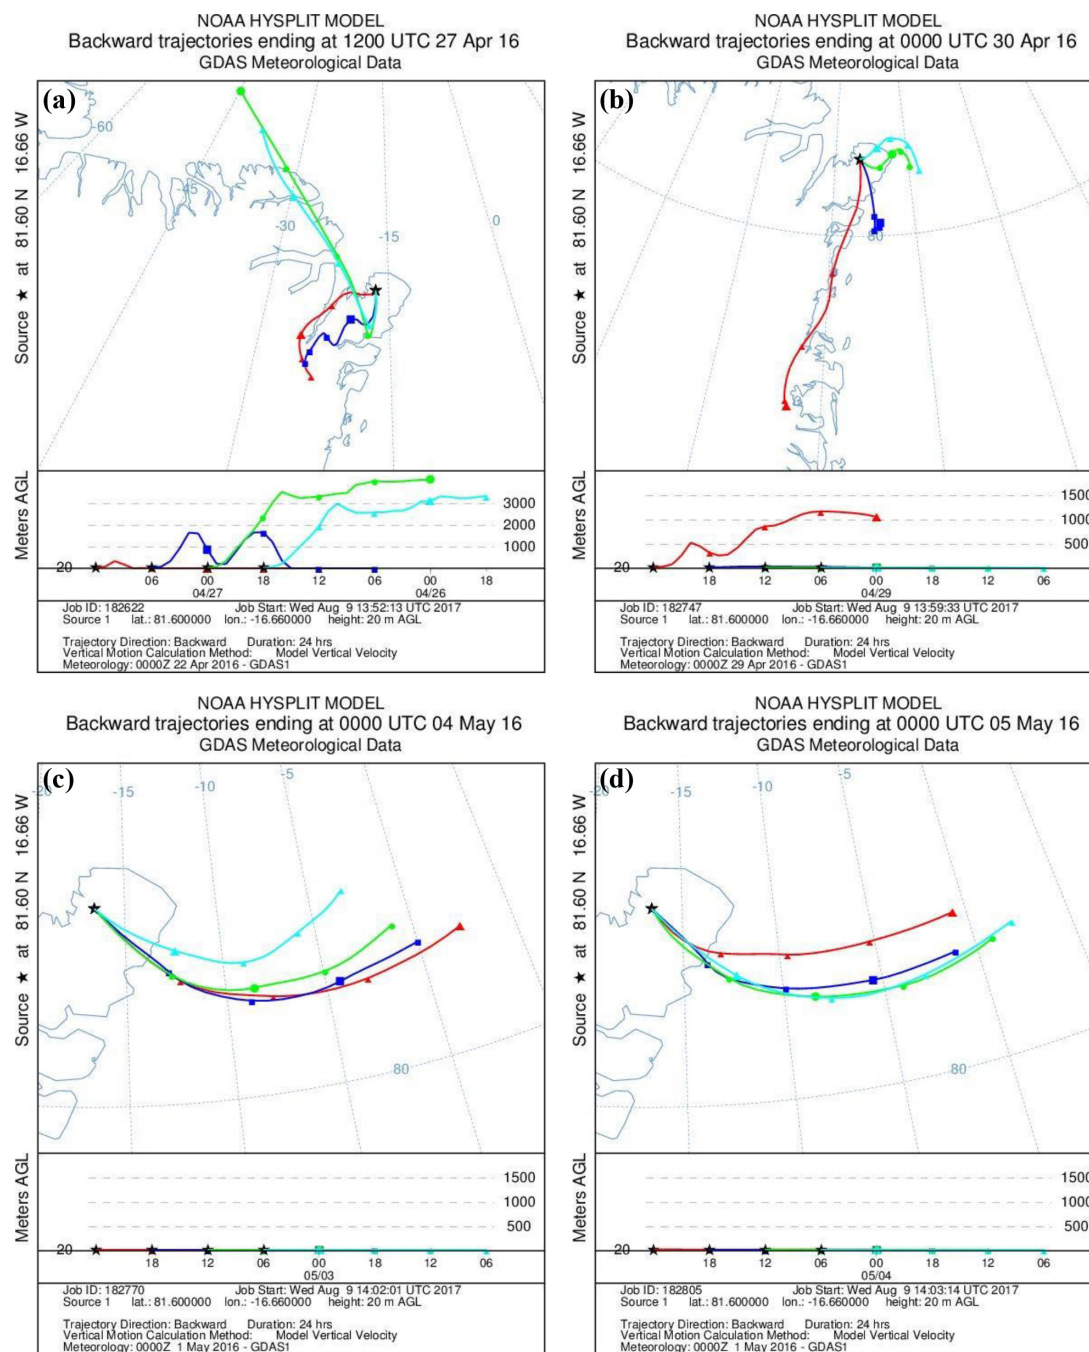 NOAA HYSPLIT MODEL
Backward trajectories ending at 1200 UTC 27 Apr 16
GDAS Meteorological Data
(a)
Source ★ at 81.60 N 16.66 W
-60
-45
-30
-15
0
Meters AGL
3000
2000
1000
20
06 00 18 12 06 00 18
04/27 04/26
Job ID: 182622 Job Start: Wed Aug 9 13:52:13 UTC 2017
Source 1 lat.: 81.600000 lon.: -16.660000 height: 20 m AGL
Trajectory Direction: Backward Duration: 24 hrs
Vertical Motion Calculation Method: Model Vertical Velocity
Meteorology: 0000Z 22 Apr 2016 - GDAS1
NOAA HYSPLIT MODEL
Backward trajectories ending at 0000 UTC 30 Apr 16
GDAS Meteorological Data
(b)
Source ★ at 81.60 N 16.66 W
80
Meters AGL
1500
1000
500
20
18 12 06 00 18 12 06
04/29
Job ID: 182747 Job Start: Wed Aug 9 13:59:33 UTC 2017
Source 1 lat.: 81.600000 lon.: -16.660000 height: 20 m AGL
Trajectory Direction: Backward Duration: 24 hrs
Vertical Motion Calculation Method: Model Vertical Velocity
Meteorology: 0000Z 29 Apr 2016 - GDAS1
NOAA HYSPLIT MODEL
Backward trajectories ending at 0000 UTC 04 May 16
GDAS Meteorological Data
(c)
Source ★ at 81.60 N 16.66 W
-20
-15
-10
-5
80
Meters AGL
1500
1000
500
20
18 12 06 00 18 12 06
05/03
Job ID: 182770 Job Start: Wed Aug 9 14:02:01 UTC 2017
Source 1 lat.: 81.600000 lon.: -16.660000 height: 20 m AGL
Trajectory Direction: Backward Duration: 24 hrs
Vertical Motion Calculation Method: Model Vertical Velocity
Meteorology: 0000Z 1 May 2016 - GDAS1
NOAA HYSPLIT MODEL
Backward trajectories ending at 0000 UTC 05 May 16
GDAS Meteorological Data
(d)
Source ★ at 81.60 N 16.66 W
-20
-15
-10
-5
80
Meters AGL
1500
1000
500
20
18 12 06 00 18 12 06
05/04
Job ID: 182805 Job Start: Wed Aug 9 14:03:14 UTC 2017
Source 1 lat.: 81.600000 lon.: -16.660000 height: 20 m AGL
Trajectory Direction: Backward Duration: 24 hrs
Vertical Motion Calculation Method: Model Vertical Velocity
Meteorology: 0000Z 1 May 2016 - GDAS1